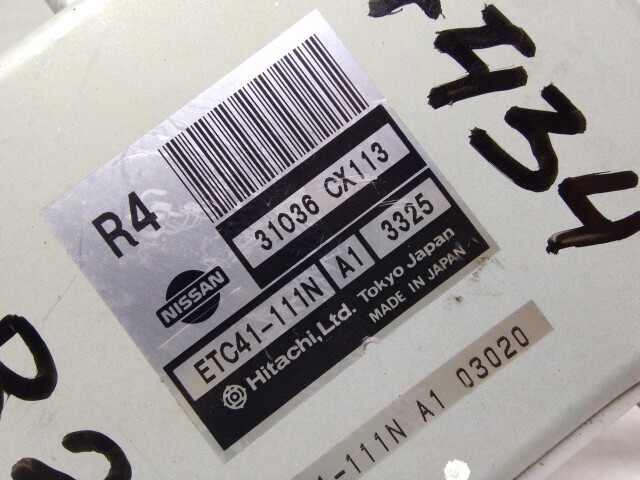 R4
31036 CX113
NISSAN
ETC41-111N A1 3325
Hitachi,Ltd. Tokyo Japan
MADE IN JAPAN
-111N A1 03020